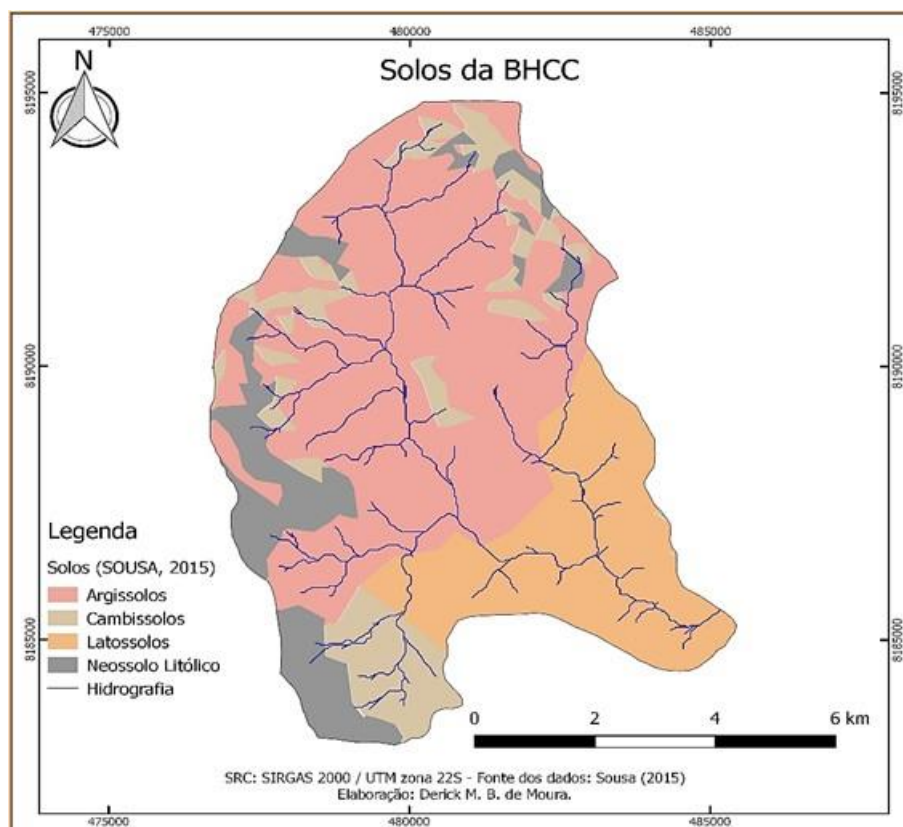 475000 480000 485000
N
Solos da BHCC
8195000 8195000
8190000 8190000
Legenda
Solos (SOUSA, 2015)
Argissolos
Cambissolos
Latossolos
Neossolo Litólico
Hidrografia
8185000 8185000
0 2 4 6 km
SRC: SIRGAS 2000 / UTM zona 22S - Fonte dos dados: Sousa (2015)
Elaboração: Derick M. B. de Moura.
475000 480000 485000